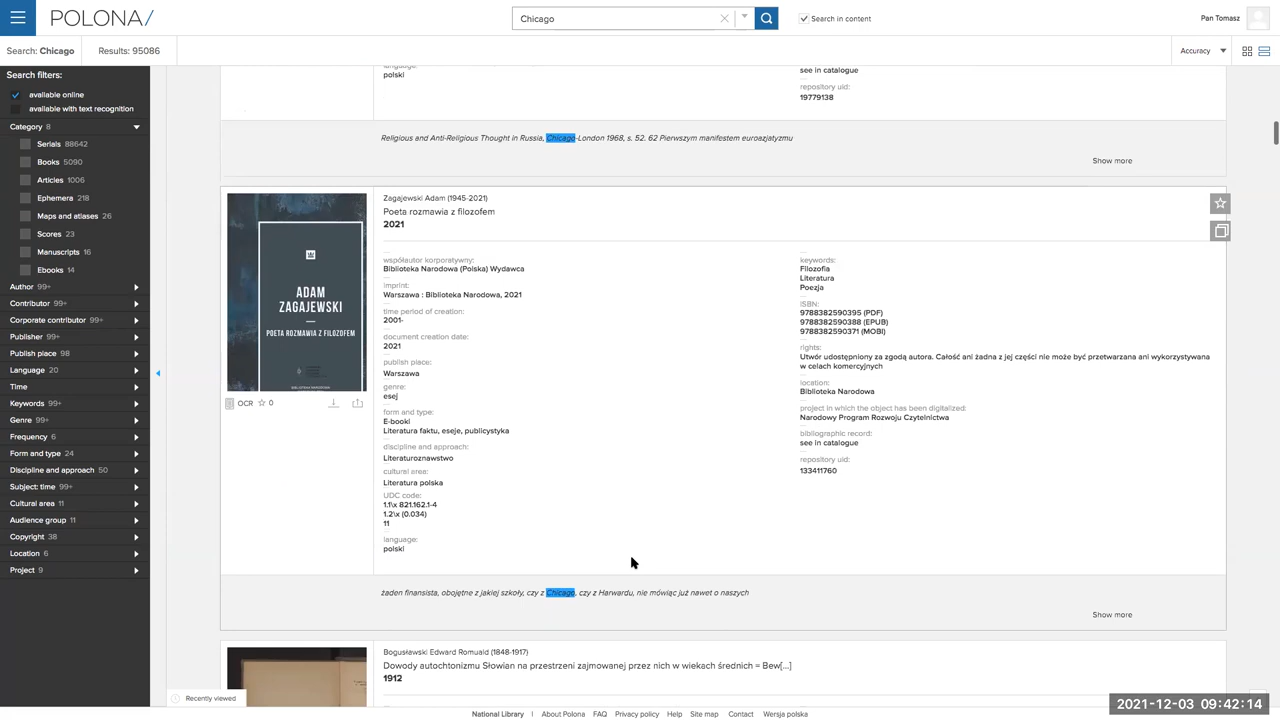 POLONA/
Chicago
Search in content
Pan Tomasz
Search: Chicago
Results: 95086
Accuracy
Search filters:
available online
available with text recognition
Category 8
Serials 88642
Books 5090
Articles 1006
Ephemera 218
Maps and atlases 26
Scores 23
Manuscripts 16
Ebooks 14
Author 99+
Contributor 99+
Corporate contributor 99+
Publisher 99+
Publish place 98
Language 20
Time
Keywords 99+
Genre 99+
Frequency 6
Form and type 24
Discipline and approach 50
Subject: time 99+
Cultural area 11
Audience group 11
Copyright 38
Location 6
Project 9
language:
polski
see in catalogue
repository uid:
19779138
Religious and Anti-Religious Thought in Russia, Chicago-London 1968, s. 52. 62 Pierwszym manifestem euroazjatyzmu
Show more
ADAM
ZAGAJEWSKI
POETA ROZMAWIA Z FILOZOFEM
OCR 0
Zagajewski Adam (1945-2021)
Poeta rozmawia z filozofem
2021
współautor korporatywny:
Biblioteka Narodowa (Polska) Wydawca
imprint:
Warszawa : Biblioteka Narodowa, 2021
time period of creation:
2001-
document creation date:
2021
publish place:
Warszawa
genre:
esej
form and type:
E-booki
Literatura faktu, eseje, publicystyka
discipline and approach:
Literaturoznawstwo
cultural area:
Literatura polska
UDC code:
1.1\x 821.162.1-4
1.2\x (0.034)
11
language:
polski
keywords:
Filozofia
Literatura
Poezja
ISBN:
9788382590395 (PDF)
9788382590388 (EPUB)
9788382590371 (MOBI)
rights:
Utwór udostępniony za zgodą autora. Całość ani żadna z jej części nie może być przetwarzana ani wykorzystywana
w celach komercyjnych
location:
Biblioteka Narodowa
project in which the object has been digitalized:
Narodowy Program Rozwoju Czytelnictwa
bibliographic record:
see in catalogue
repository uid:
133411760
żaden finansista, obojętne z jakiej szkoły, czy z Chicago, czy z Harwardu, nie mówiąc już nawet o naszych
Show more
Bogusławski Edward Romuald (1848-1917)
Dowody autochtonizmu Słowian na przestrzeni zajmowanej przez nich w wiekach średnich = Bew[...]
1912
Recently viewed
National Library | About Polona FAQ Privacy policy Help Site map Contact Wersja polska
2021-12-03 09:42:14